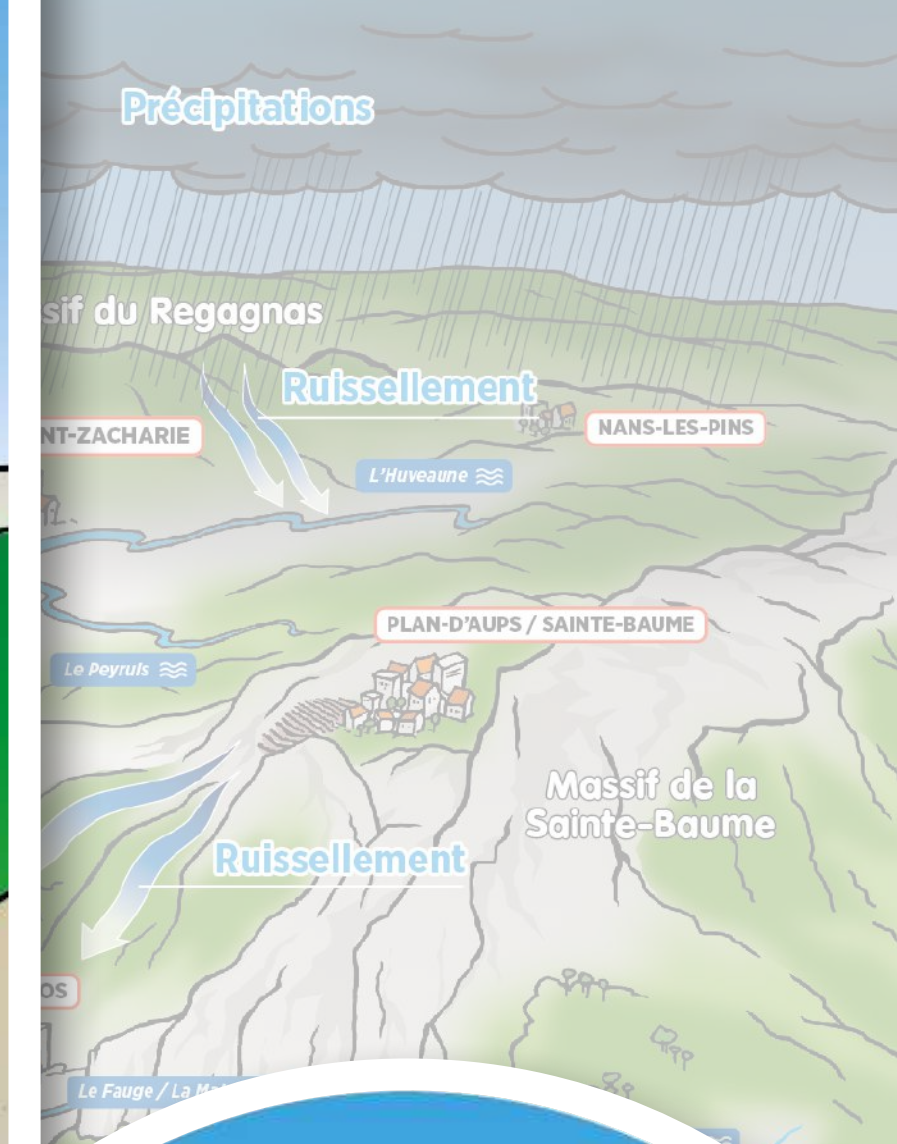 Précipitations
sif du Regagnas
Ruissellement
NANS-LES-PINS
NT-ZACHARIE
L'Huveaune
PLAN-D'AUPS / SAINTE-BAUME
Le Peyruis
Massif de la
Sainte-Baume
Ruissellement
OS
Le Fauge / La